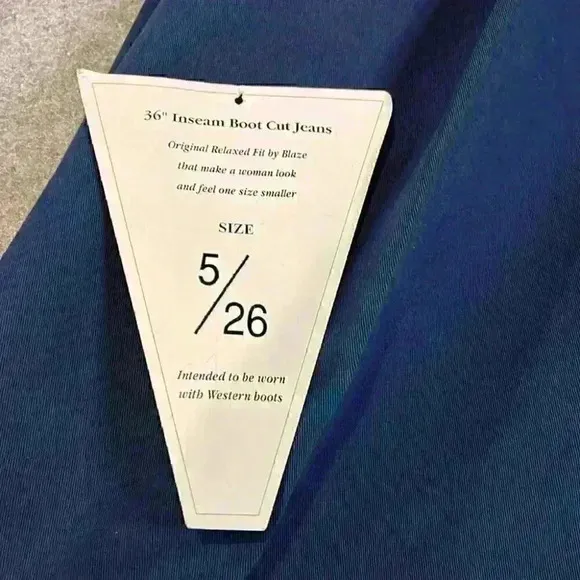 36" Inseam Boot Cut Jeans
Original Relaxed Fit by Blaze
that make a woman look
and feel one size smaller
SIZE
5/26
Intended to be worn
with Western boots